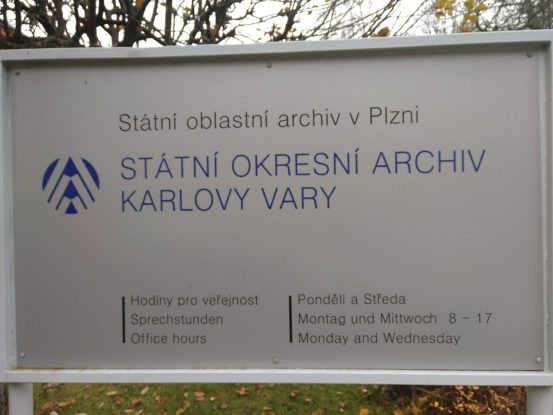 Státní oblastní archiv v Plzni
STÁTNÍ OKRESNÍ ARCHIV
KARLOVY VARY
Hodiny pro veřejnost
Sprechstunden
Office hours
Pondělí a Středa
Montag und Mittwoch 8 – 17
Monday and Wednesday